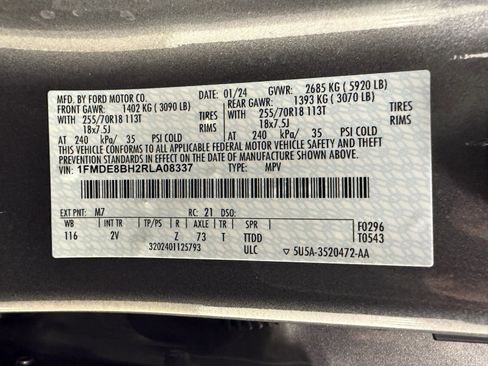 MFD. BY FORD MOTOR CO. DATE: 01/24 GVWR: 2685 KG ( 5920 LB)
FRONT GAWR: 1402 KG ( 3090 LB) REAR GAWR: 1393 KG ( 3070 LB)
WITH 255/70R18 113T TIRES WITH 255/70R18 113T TIRES
18x7.5J RIMS 18x7.5J RIMS
AT 240 kPa/ 35 PSI COLD AT 240 kPa/ 35 PSI COLD
THIS VEHICLE CONFORMS TO ALL APPLICABLE FEDERAL MOTOR VEHICLE SAFETY AND THEFT
PREVENTION STANDARDS IN EFFECT ON THE DATE OF MANUFACTURE SHOWN ABOVE.
VIN: 1FMDE8BH2RLA08337 TYPE: MPV
EXT PNT: M7 RC: 21 DSO:
WB INT TR TP/PS R AXLE TR SPR F0296
116 2V Z 73 T TTDD T0543
3202401125793 ULC ▽ 5U5A-3520472-AA